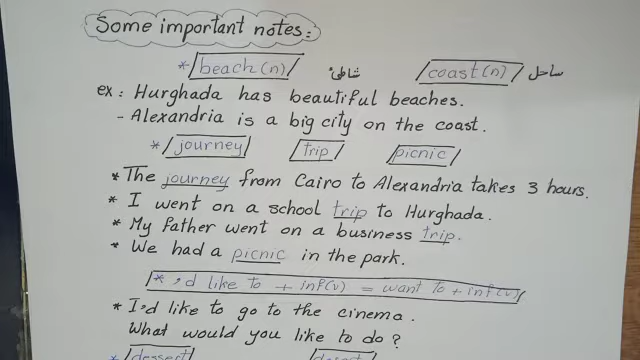 Some important notes:
* beach (n) شاطئ coast (n) ساحل
ex: Hurghada has beautiful beaches.
- Alexandria is a big city on the coast.
* journey trip picnic
* The journey from Cairo to Alexandria takes 3 hours.
* I went on a school trip to Hurghada.
* My father went on a business trip.
* We had a picnic in the park.
* ,d like to + inf(v) = want to + inf(v)
* I,d like to go to the cinema.
What would you like to do?
* dessert desert